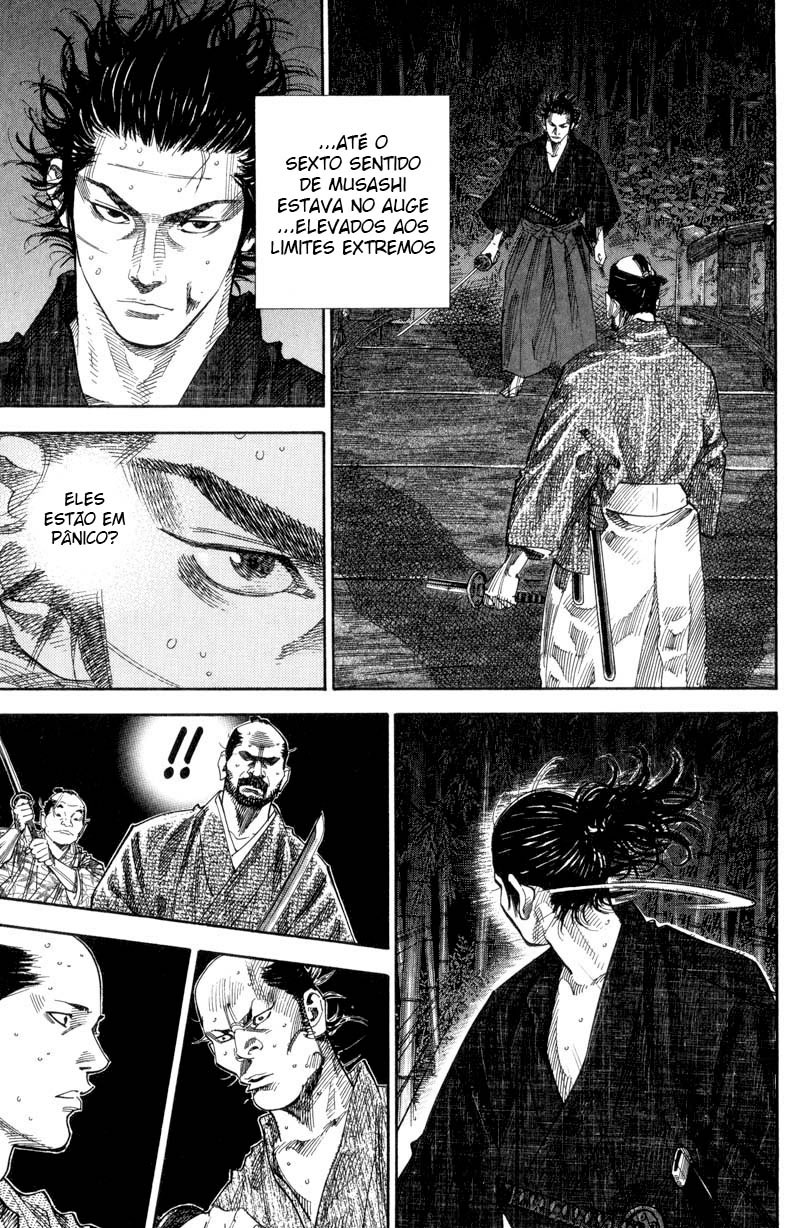 ...ATÉ O
SEXTO SENTIDO
DE MUSASHI
ESTAVA NO AUGE
...ELEVADOS AOS
LIMITES EXTREMOS
ELES
ESTÃO EM
PÂNICO?
!!